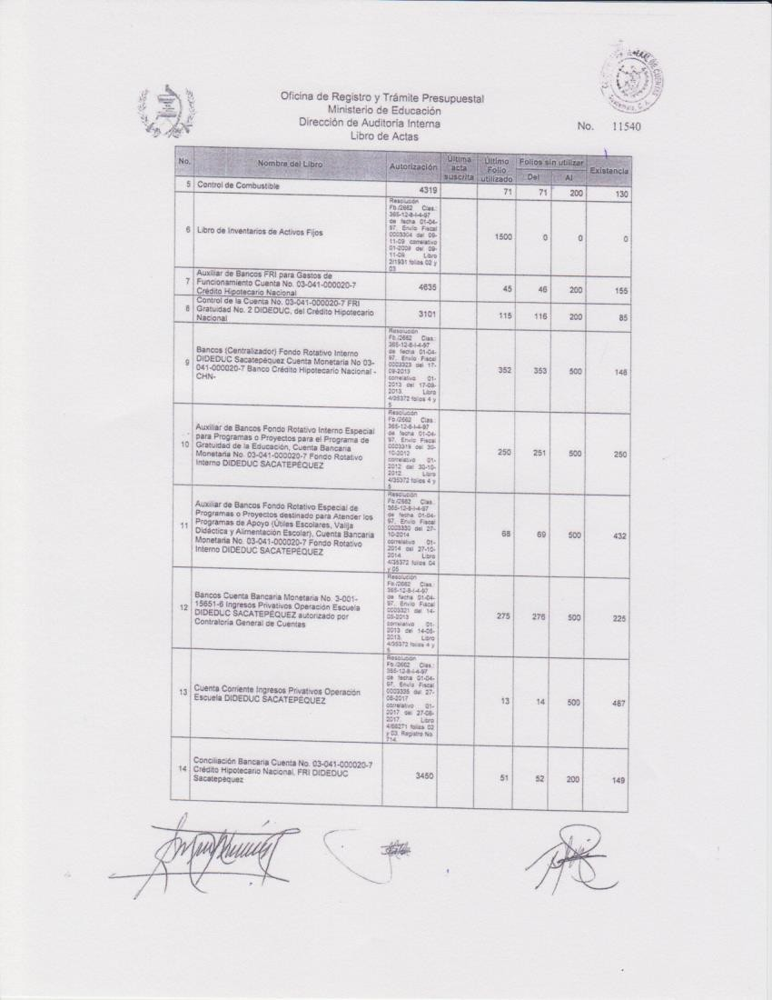 Oficina de Registro y Trámite Presupuestal
Ministerio de Educación
Dirección de Auditoría Interna
Libro de Actas
No. 11540
Guatemala, C. A.
No. Nombre del Libro Autorización Última acta suscrita Último Folio utilizado Folios sin utilizar Del Al Existencia
5 Control de Combustible 4319 71 71 200 130
6 Libro de Inventarios de Activos Fijos
Resolución
Fb./2662 Clas.:
365-12-8-I-4-97
de fecha 01-04-
97, Envío Fiscal
0003304 del 09-
11-09 correlativo
01-2009 del 09-
11-09 Libro
2/1931 folios 02 y
03
1500 0 0 0
7 Auxiliar de Bancos FRI para Gastos de
Funcionamiento Cuenta No. 03-041-000020-7
Crédito Hipotecario Nacional
4635 45 46 200 155
8 Control de la Cuenta No. 03-041-000020-7 FRI
Gratuidad No. 2 DIDEDUC, del Crédito Hipotecario
Nacional
3101 115 116 200 85
9 Bancos (Centralizador) Fondo Rotativo Interno
DIDEDUC Sacatepéquez Cuenta Monetaria No 03-
041-000020-7 Banco Crédito Hipotecario Nacional -
CHN-
Resolución
Fb./2662 Clas.:
365-12-8-I-4-97
de fecha 01-04-
97, Envío Fiscal
0003323 del 17-
09-2013
correlativo 01-
2013 del 17-09-
2013. Libro
4/35372 folios 4 y
5
352 353 500 148
10 Auxiliar de Bancos Fondo Rotativo Interno Especial
para Programas o Proyectos para el Programa de
Gratuidad de la Educación, Cuenta Bancaria
Monetaria No. 03-041-000020-7 Fondo Rotativo
Interno DIDEDUC SACATEPÉQUEZ
Resolución
Fb./2662 Clas.:
365-12-8-I-4-97
de fecha 01-04-
97, Envío Fiscal
0003319 del 30-
10-2012
correlativo 01-
2012 del 30-10-
2012. Libro
4/35372 folios 4 y
5
250 251 500 250
11 Auxiliar de Bancos Fondo Rotativo Especial de
Programas o Proyectos destinado para Atender los
Programas de Apoyo (Útiles Escolares, Valija
Didáctica y Alimentación Escolar), Cuenta Bancaria
Monetaria No. 03-041-000020-7 Fondo Rotativo
Interno DIDEDUC SACATEPÉQUEZ
Resolución
Fb./2662 Clas.:
365-12-8-I-4-97
de fecha 01-04-
97, Envío Fiscal
0003330 del 27-
10-2014
correlativo 01-
2014 del 27-10-
2014 Libro
4/35372 folios 04
y 05
68 69 500 432
12 Bancos Cuenta Bancaria Monetaria No. 3-001-
15651-6 Ingresos Privativos Operación Escuela
DIDEDUC SACATEPÉQUEZ autorizado por
Contraloría General de Cuentas
Resolución
Fb./2662 Clas.:
365-12-8-I-4-97
de fecha 01-04-
97, Envío Fiscal
0003321 del 14-
05-2013
correlativo 01-
2013 del 14-05-
2013. Libro
4/35372 folios 4 y
5
275 276 500 225
13 Cuenta Corriente Ingresos Privativos Operación
Escuela DIDEDUC SACATEPÉQUEZ
Resolución
Fb./2662 Clas.:
365-12-8-I-4-97
de fecha 01-04-
97, Envío Fiscal
0003335 del 27-
06-2017
correlativo 01-
2017 del 27-06-
2017. Libro
4/66271 folios 02
y 03. Registro No.
714.
13 14 500 487
14 Conciliación Bancaria Cuenta No. 03-041-000020-7
Crédito Hipotecario Nacional, FRI DIDEDUC
Sacatepéquez
3450 51 52 200 149